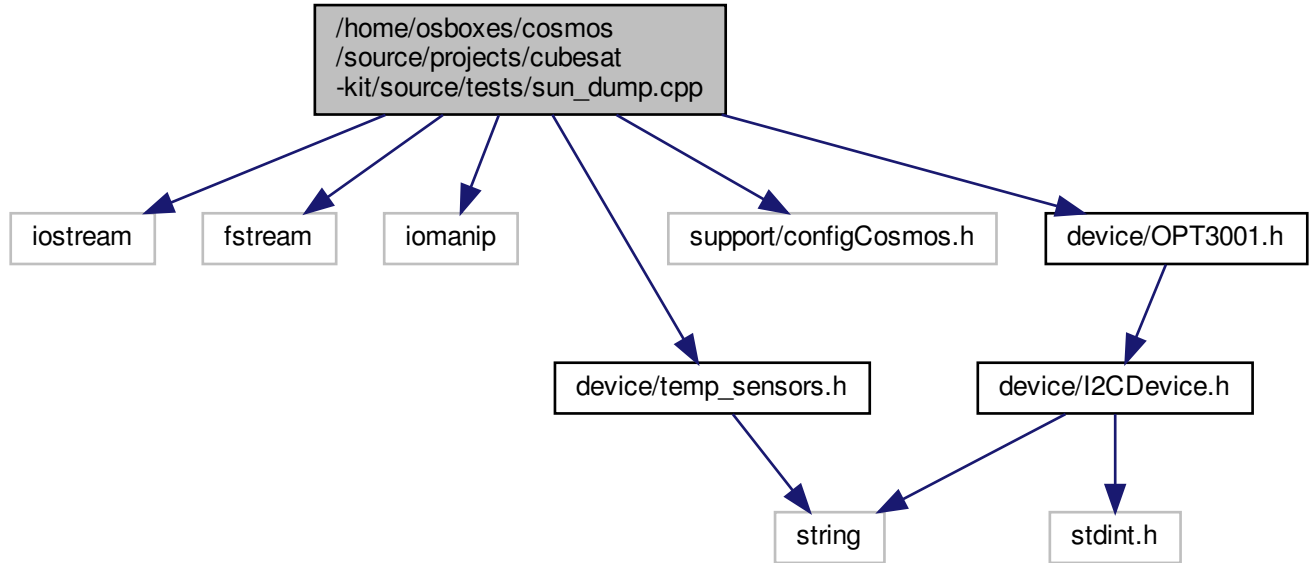 /home/osboxes/cosmos
/source/projects/cubesat
-kit/source/tests/sun_dump.cpp
iostream
fstream
iomanip
support/configCosmos.h
device/OPT3001.h
device/temp_sensors.h
device/I2CDevice.h
string
stdint.h